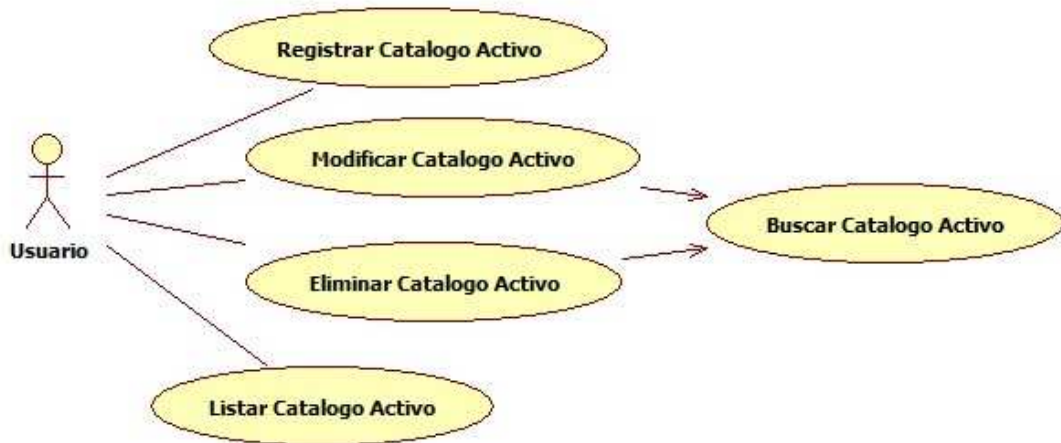 Registrar Catalogo Activo
Modificar Catalogo Activo
Buscar Catalogo Activo
Usuario
Eliminar Catalogo Activo
Listar Catalogo Activo